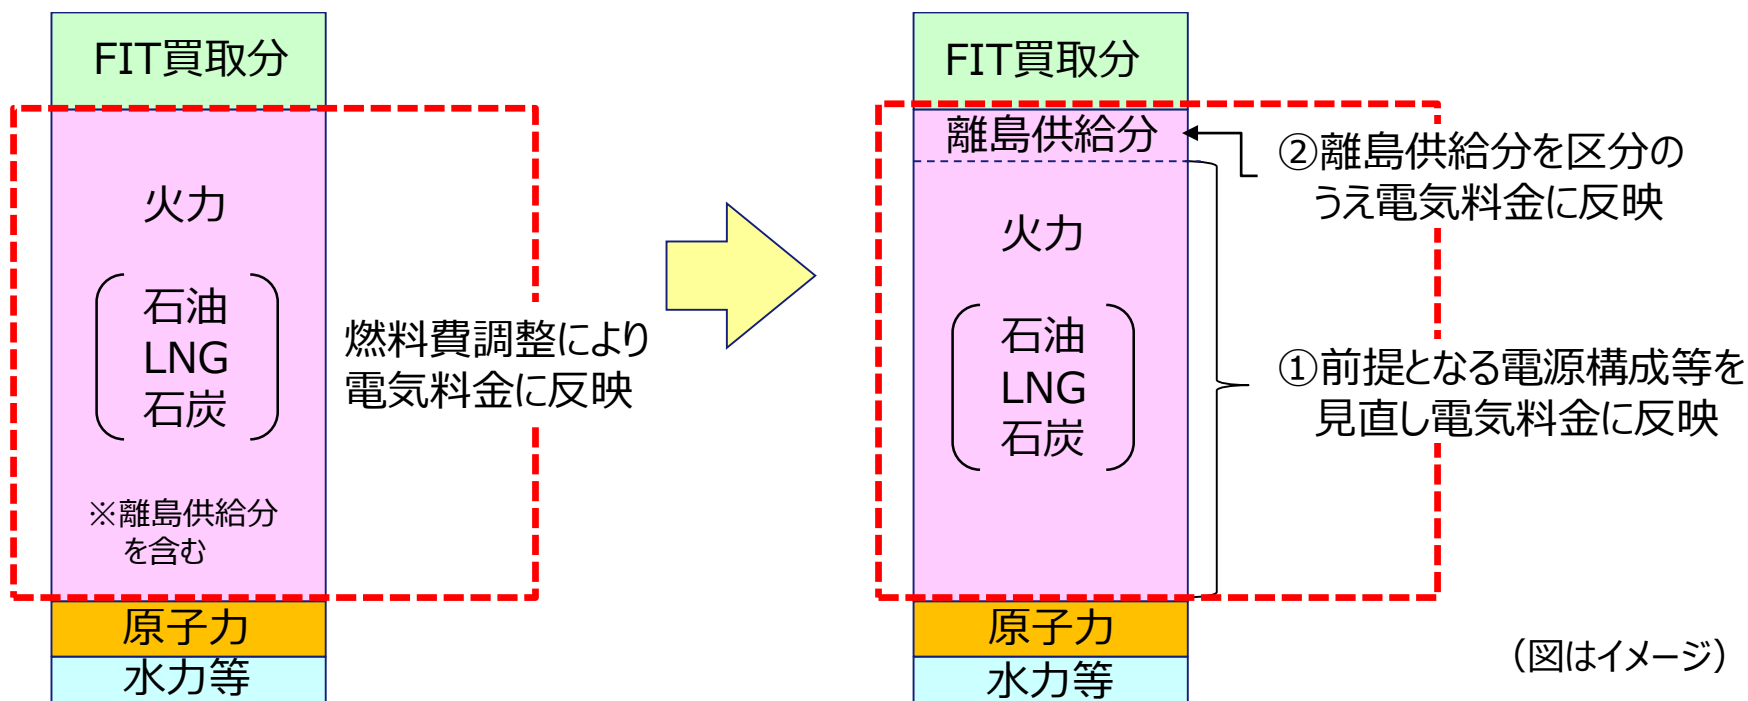 FIT買取分
火力
石油
LNG
石炭
※離島供給分
を含む
原子力
水力等
燃料費調整により
電気料金に反映
FIT買取分
離島供給分
火力
石油
LNG
石炭
原子力
水力等
②離島供給分を区分の
うえ電気料金に反映
①前提となる電源構成等を
見直し電気料金に反映
（図はイメージ）